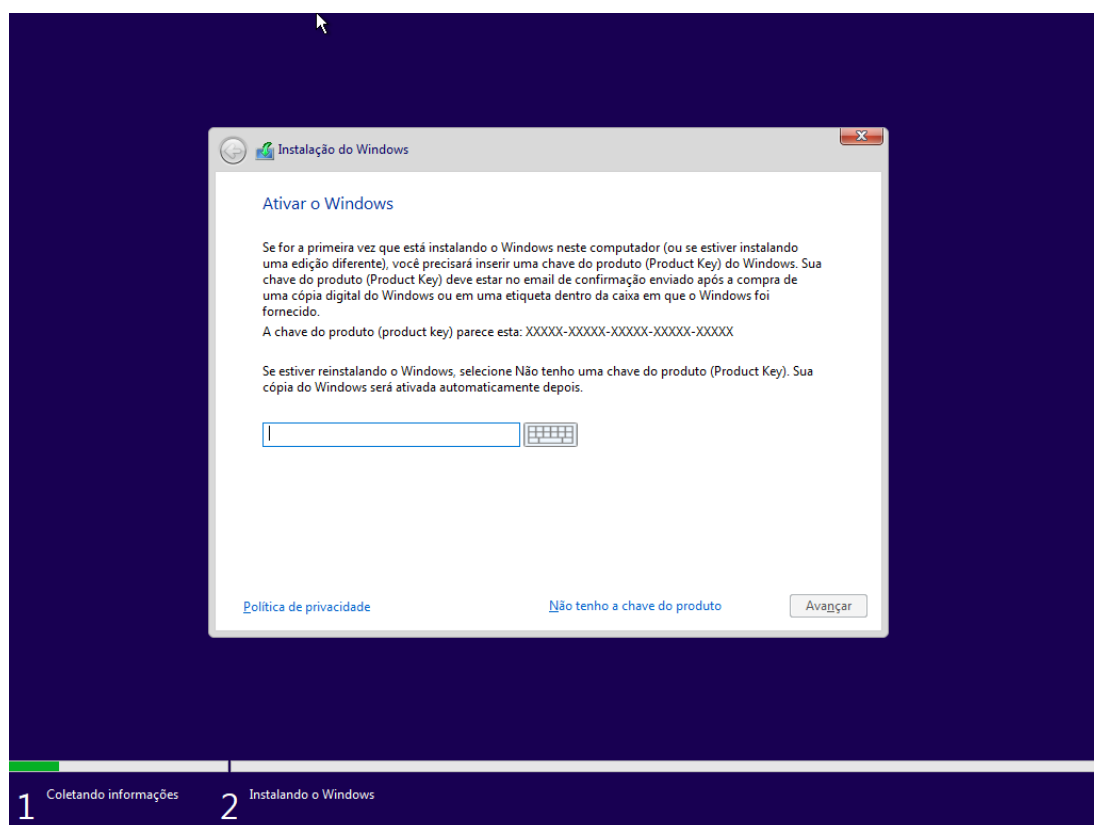 Instalação do Windows
X
Ativar o Windows
Se for a primeira vez que está instalando o Windows neste computador (ou se estiver instalando
uma edição diferente), você precisará inserir uma chave do produto (Product Key) do Windows. Sua
chave do produto (Product Key) deve estar no email de confirmação enviado após a compra de
uma cópia digital do Windows ou em uma etiqueta dentro da caixa em que o Windows foi
fornecido.
A chave do produto (product key) parece esta: XXXXX-XXXXX-XXXXX-XXXXX-XXXXX
Se estiver reinstalando o Windows, selecione Não tenho uma chave do produto (Product Key). Sua
cópia do Windows será ativada automaticamente depois.
Política de privacidade
Não tenho a chave do produto
Avançar
1 Coletando informações
2 Instalando o Windows